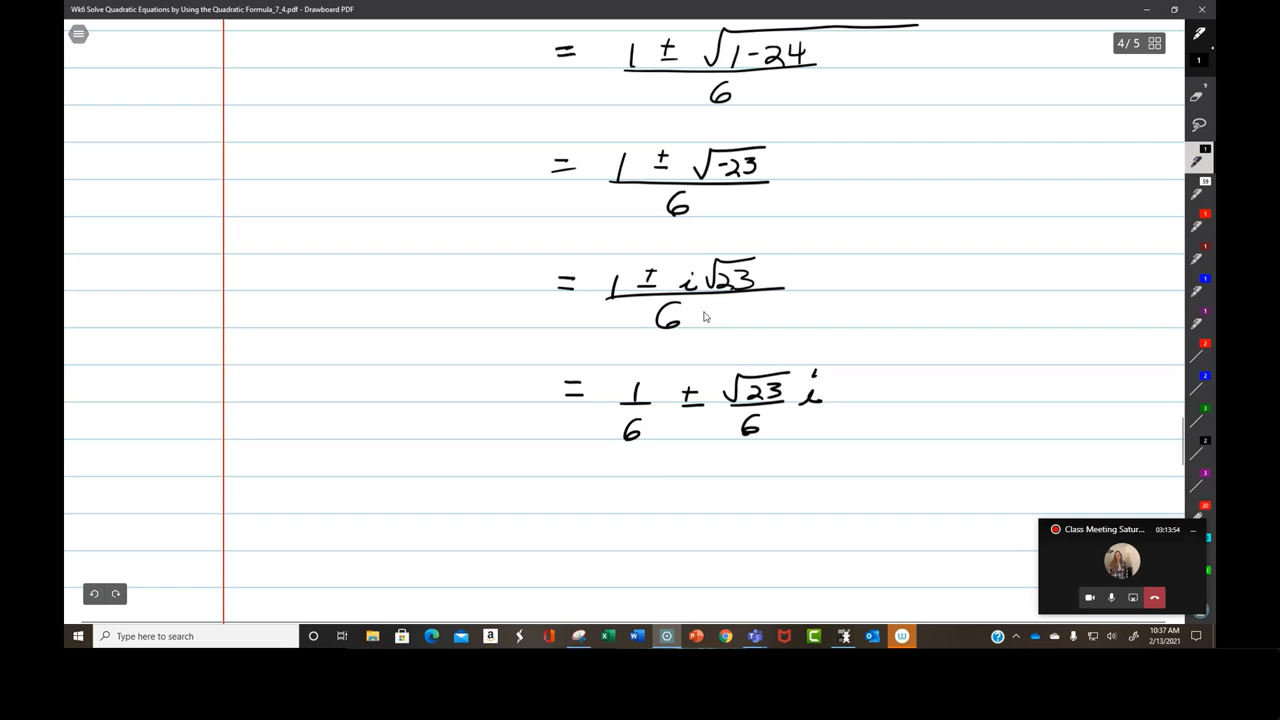 Wk6 Solve Quadratic Equations by Using the Quadratic Formula_7_4.pdf - Drawboard PDF
4 / 5
= 1 ± √1-24
6
= 1 ± √-23
6
= 1 ± i√23
6
= 1/6 ± √23/6 i
Class Meeting Satur... 03:13:54
Type here to search
10:37 AM
2/13/2021